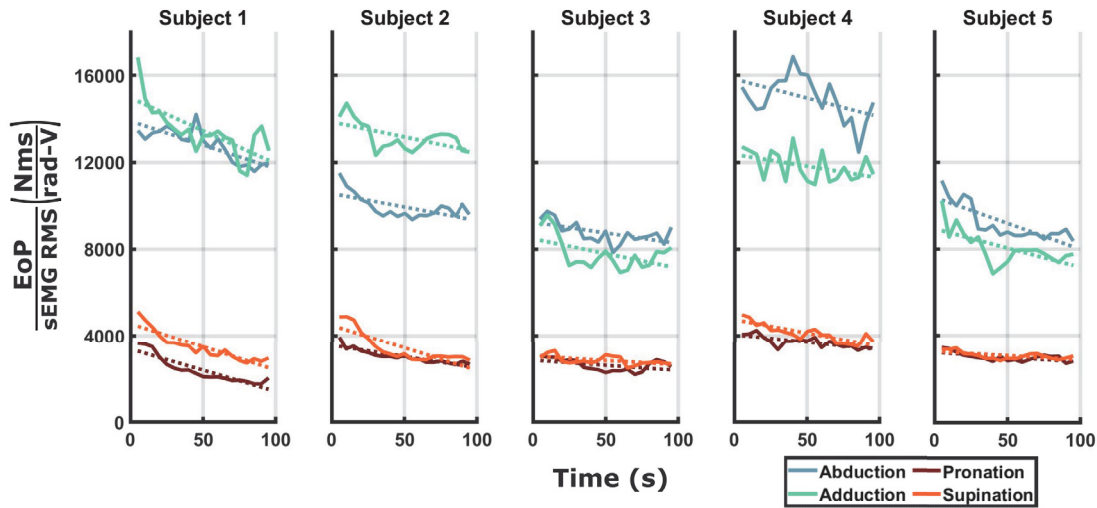 Subject 1 Subject 2 Subject 3 Subject 4 Subject 5
16000
12000
8000
4000
0
EoP
sEMG RMS
(Nms
rad-V)
0 50 100 0 50 100 0 50 100 0 50 100 0 50 100
Time (s)
Abduction Pronation
Adduction Supination